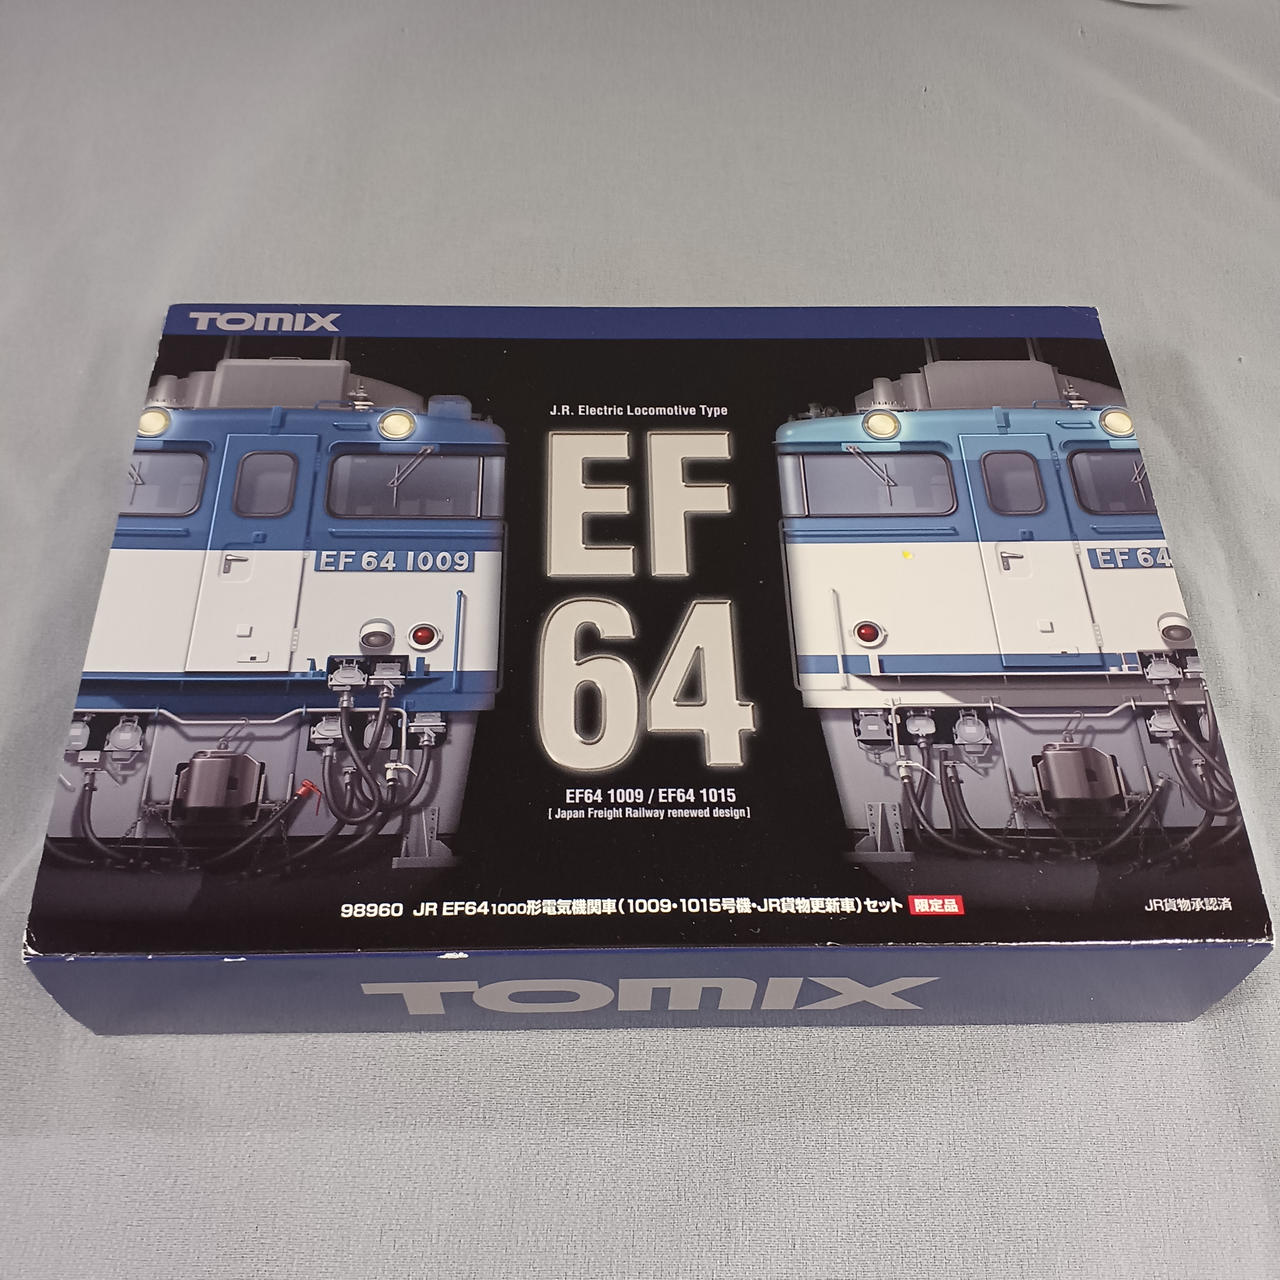 TOMIX
J.R. Electric Locomotive Type
EF
64
EF 64 1009
EF 64
EF64 1009 / EF64 1015
[ Japan Freight Railway renewed design ]
98960 JR EF64 1000形電気機関車(1009・1015号機・JR貨物更新車)セット 限定品
JR貨物承認済
TOMIX